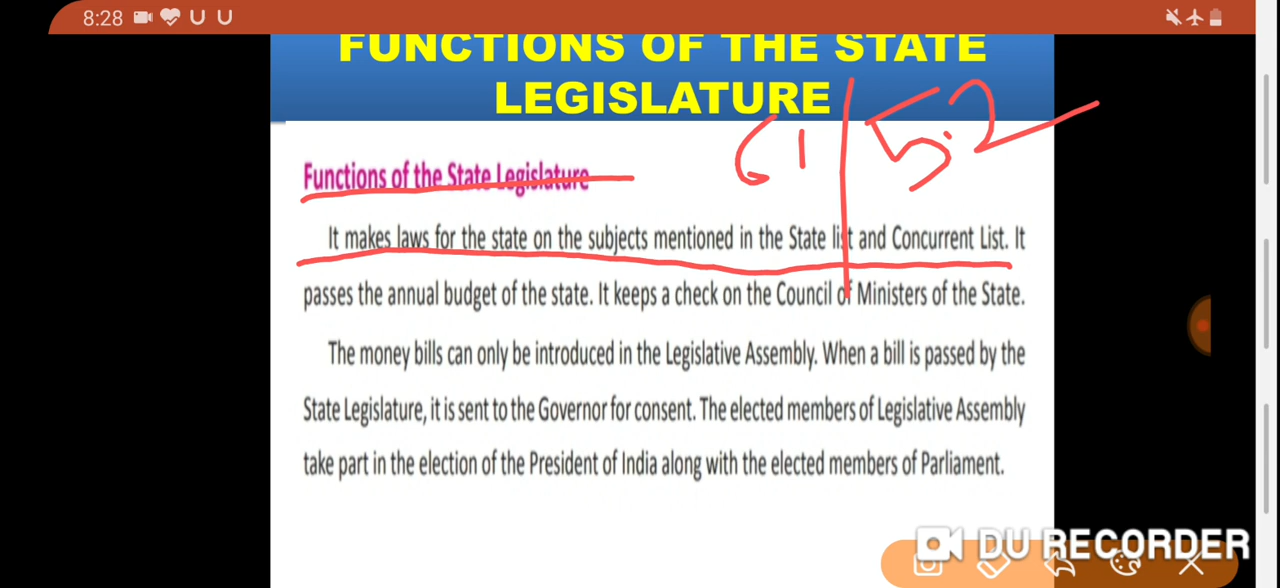 8:28
FUNCTIONS OF THE STATE
LEGISLATURE
61 52
Functions of the State Legislature
It makes laws for the state on the subjects mentioned in the State list and Concurrent List. It
passes the annual budget of the state. It keeps a check on the Council of Ministers of the State.
The money bills can only be introduced in the Legislative Assembly. When a bill is passed by the
State Legislature, it is sent to the Governor for consent. The elected members of Legislative Assembly
take part in the election of the President of India along with the elected members of Parliament.
DU RECORDER